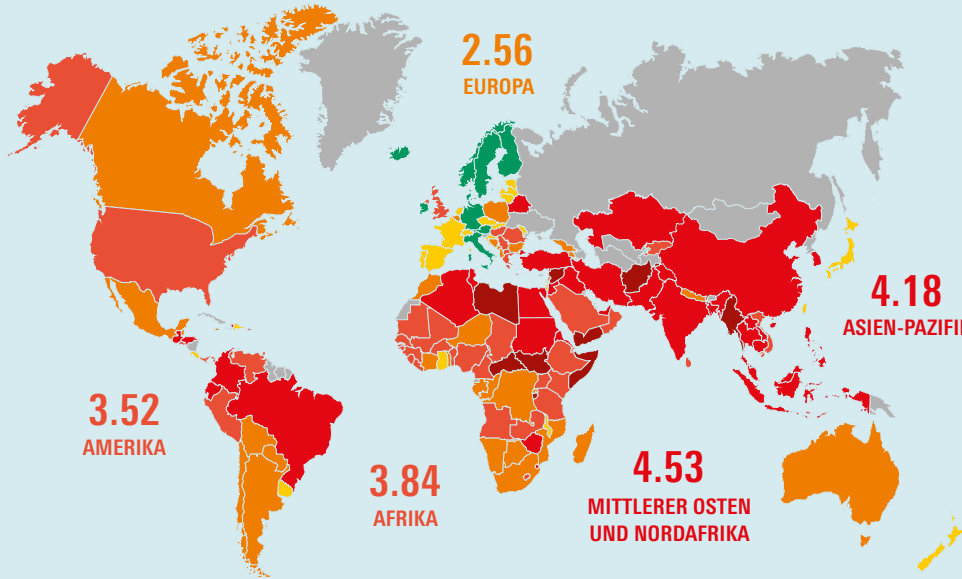 2.56
EUROPA
4.18
ASIEN-PAZIFI
3.52
AMERIKA
3.84
AFRIKA
4.53
MITTLERER OSTEN
UND NORDAFRIKA